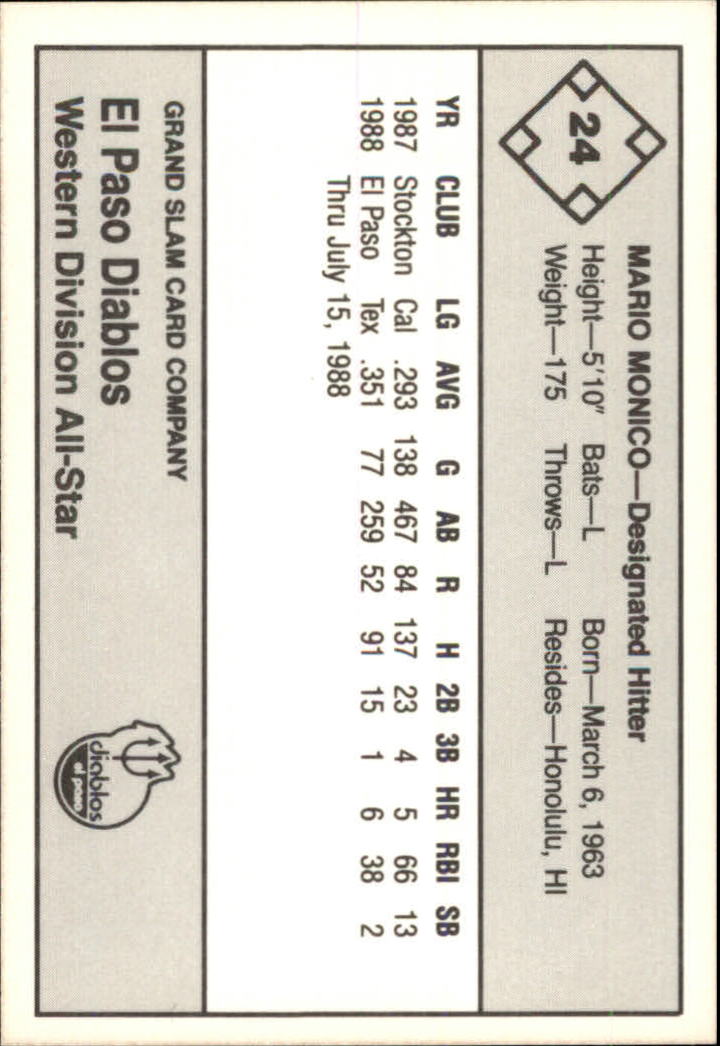 24
MARIO MONICO—Designated Hitter
Height—5'10" Bats—L Born—March 6, 1963
Weight—175 Throws—L Resides—Honolulu, HI
YR CLUB LG AVG G AB R H 2B 3B HR RBI SB
1987 Stockton Cal .293 138 467 84 137 23 4 5 66 13
1988 El Paso Tex .351 77 259 52 91 15 1 6 38 2
Thru July 15, 1988
GRAND SLAM CARD COMPANY
El Paso Diablos
Western Division All-Star
diablos
el paso